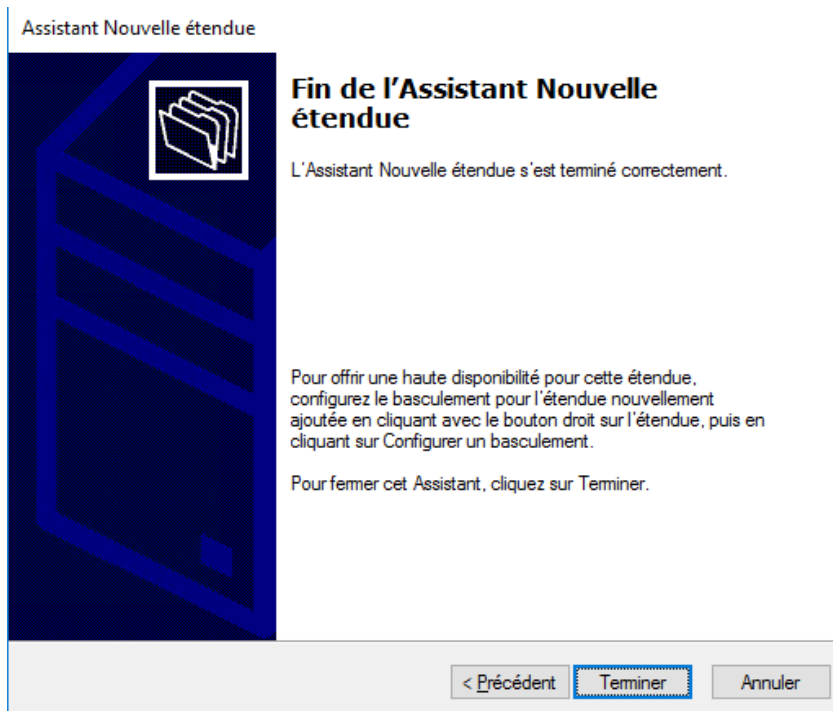 Assistant Nouvelle étendue
Fin de l’Assistant Nouvelle
étendue
L’Assistant Nouvelle étendue s’est terminé correctement.
Pour offrir une haute disponibilité pour cette étendue,
configurez le basculement pour l’étendue nouvellement
ajoutée en cliquant avec le bouton droit sur l’étendue, puis en
cliquant sur Configurer un basculement.
Pour fermer cet Assistant, cliquez sur Terminer.
< Précédent
Terminer
Annuler